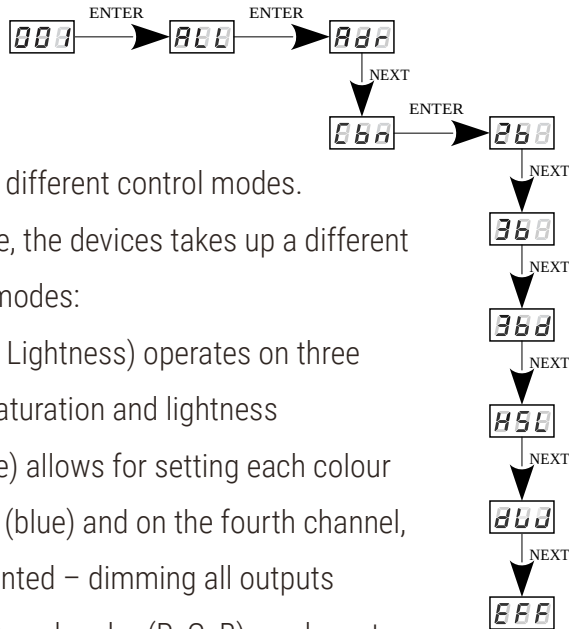 ENTER ENTER
001 ALL Adr
NEXT
ENTER
Cbn 2b
NEXT
different control modes.
3b
e, the devices takes up a different
NEXT
modes:
3bd
Lightness) operates on three
NEXT
aturation and lightness
HSL
NEXT
e) allows for setting each colour
(blue) and on the fourth channel,
NEXT
nted – dimming all outputs
EFF